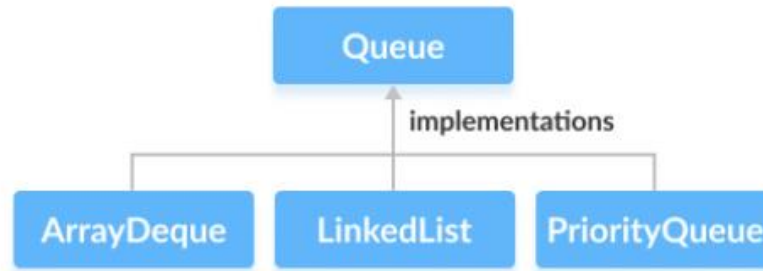 Queue
implementations
ArrayDeque
LinkedList
PriorityQueue